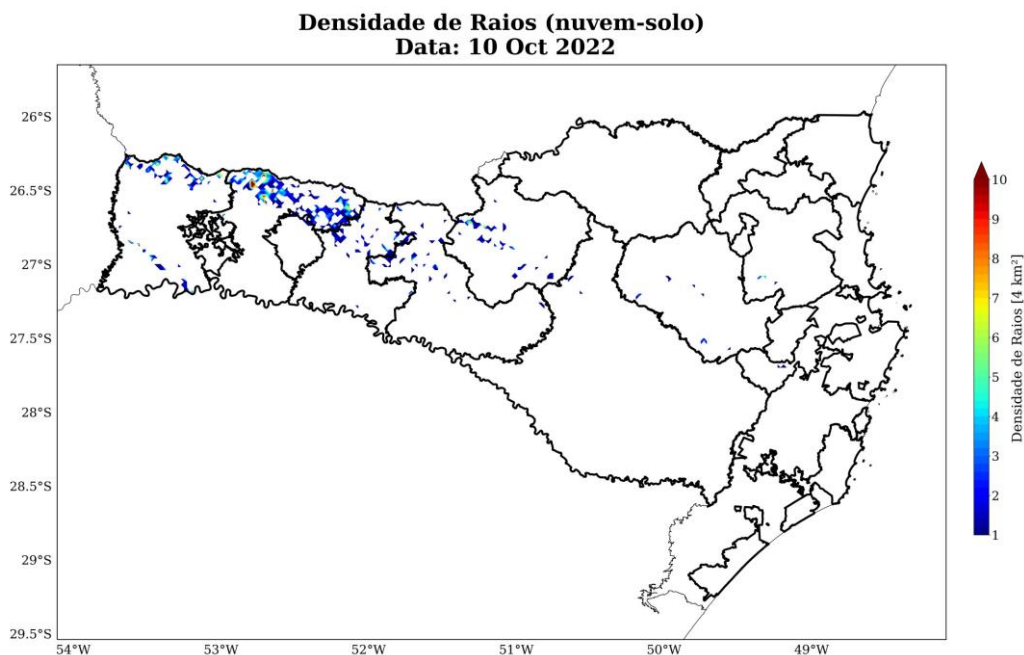 Densidade de Raios (nuvem-solo)
Data: 10 Oct 2022
26°S
26.5°S
27°S
27.5°S
28°S
28.5°S
29°S
29.5°S
54°W
53°W
52°W
51°W
50°W
49°W
10
9
8
7
6
5
4
3
2
1
Densidade de Raios [4 km²]